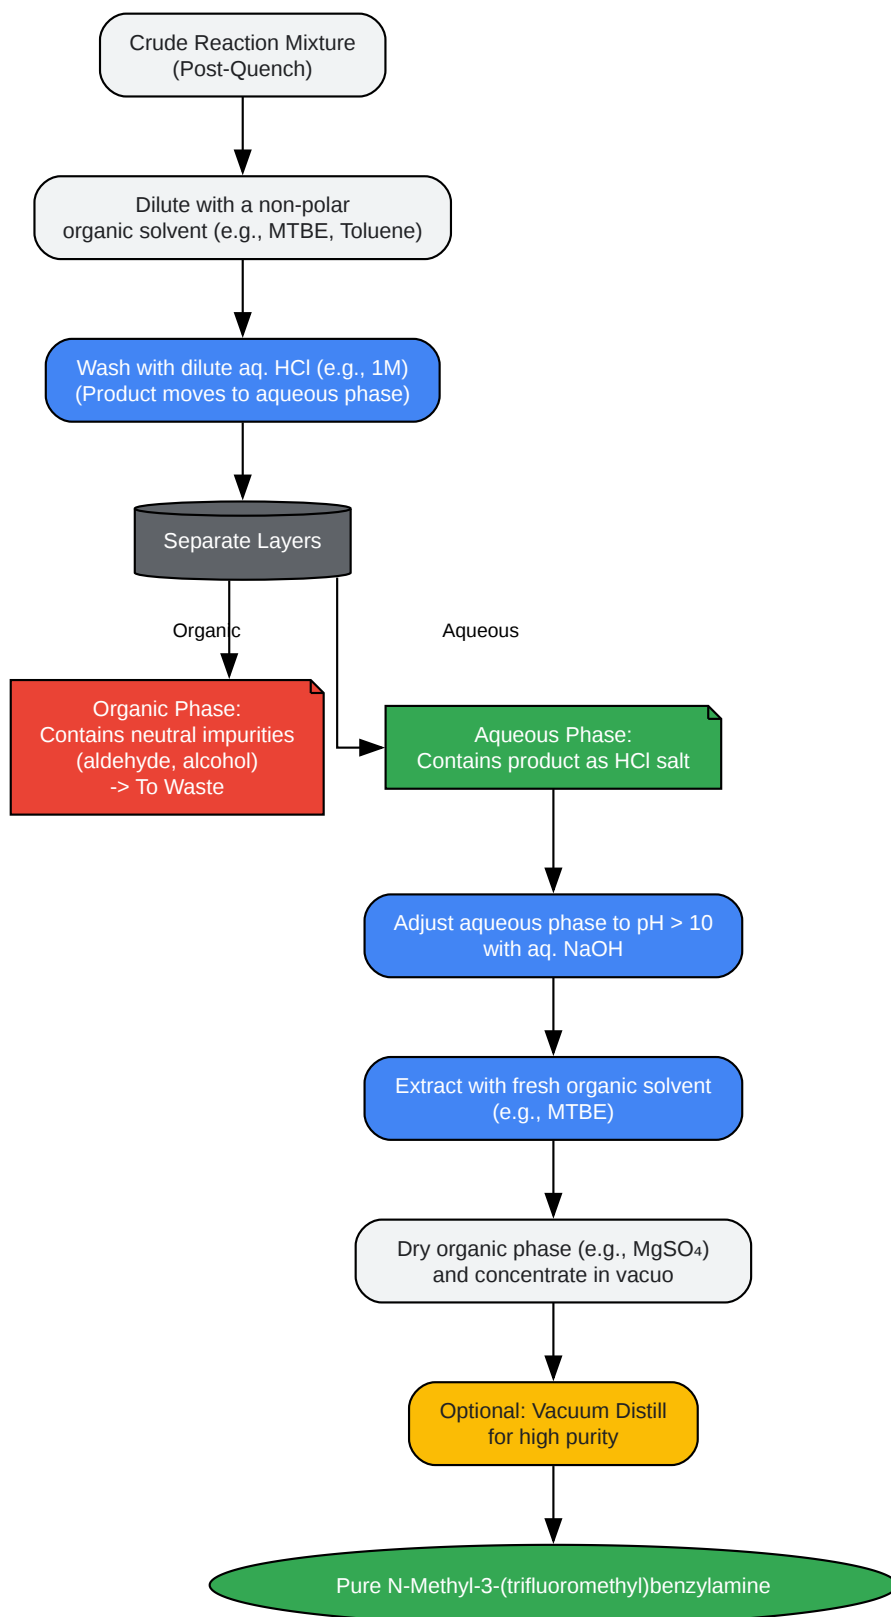 Crude Reaction Mixture
(Post-Quench)
Dilute with a non-polar
organic solvent (e.g., MTBE, Toluene)
Wash with dilute aq. HCl (e.g., 1M)
(Product moves to aqueous phase)
Separate Layers
Organic
Aqueous
Organic Phase:
Contains neutral impurities
(aldehyde, alcohol)
-> To Waste
Aqueous Phase:
Contains product as HCl salt
Adjust aqueous phase to pH > 10
with aq. NaOH
Extract with fresh organic solvent
(e.g., MTBE)
Dry organic phase (e.g., MgSO₄)
and concentrate in vacuo
Optional: Vacuum Distill
for high purity
Pure N-Methyl-3-(trifluoromethyl)benzylamine